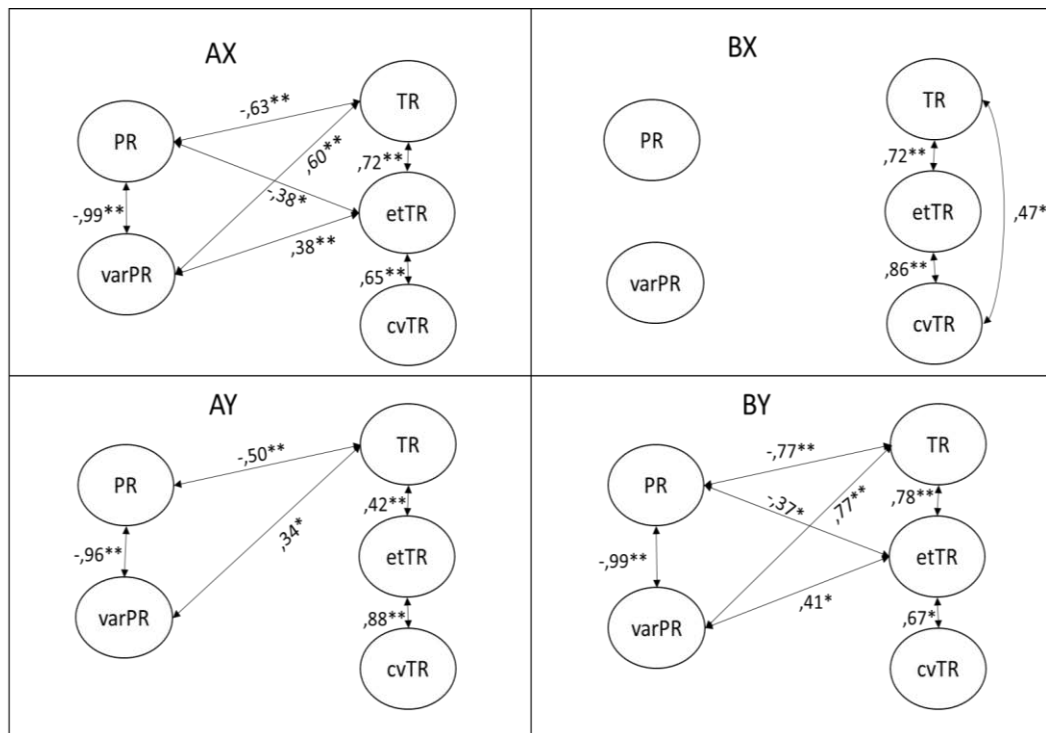 AX
TR
-,63**
PR
,60**
,72**
-,38*
etTR
-,99**
,38**
varPR
,65**
cvTR
BX
TR
PR
,72**
etTR
,47*
varPR
,86**
cvTR
AY
TR
-,50**
PR
,42**
,34*
etTR
-,96**
varPR
,88**
cvTR
BY
TR
-,77**
PR
,77**
,78**
-,37*
etTR
-,99**
,41*
varPR
,67*
cvTR